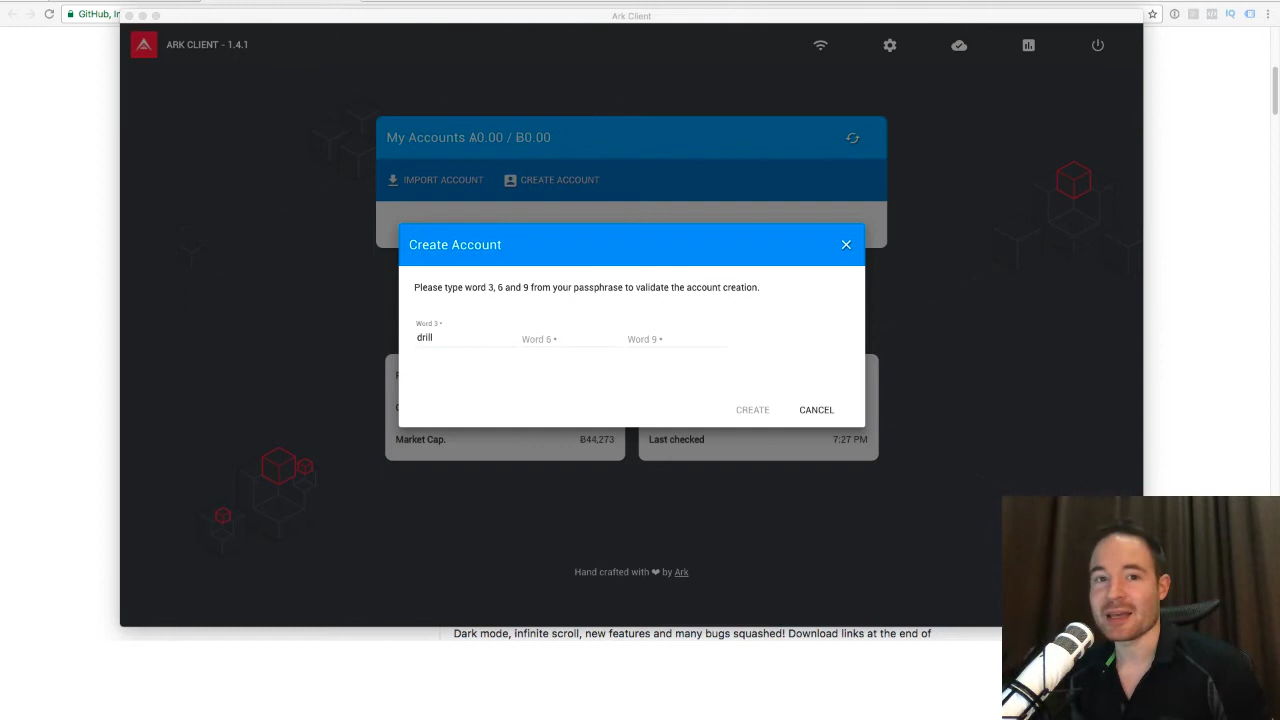 GitHub, In
Ark Client
IQ
ARK CLIENT - 1.4.1
My Accounts Ѧ0.00 / Ƀ0.00
IMPORT ACCOUNT CREATE ACCOUNT
Create Account
Please type word 3, 6 and 9 from your passphrase to validate the account creation.
Word 3 *
drill
Word 6 * Word 9 *
CREATE CANCEL
Market Cap. Ƀ44,273
Last checked 7:27 PM
Hand crafted with ❤ by Ark
Dark mode, infinite scroll, new features and many bugs squashed! Download links at the end of